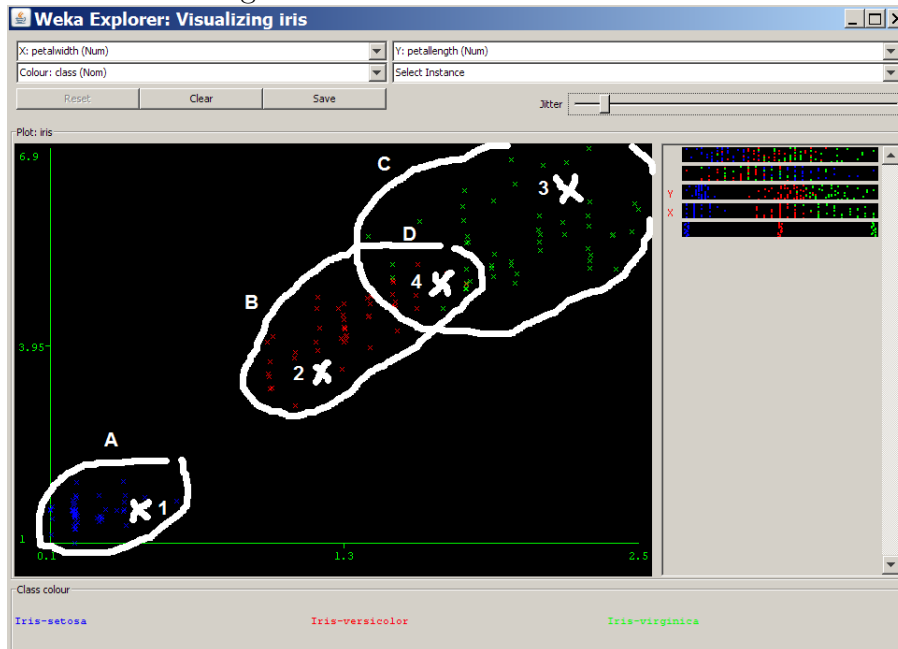 Weka Explorer: Visualizing iris
X: petalwidth (Num)
Y: petallength (Num)
Colour: class (Nom)
Select Instance
Reset
Clear
Save
Jitter
Plot: iris
6.9
C
3
Y
X
D
4
B
3.95
2
A
1
1
0.1
1.3
2.5
Class colour
Iris-setosa
Iris-versicolor
Iris-virginica